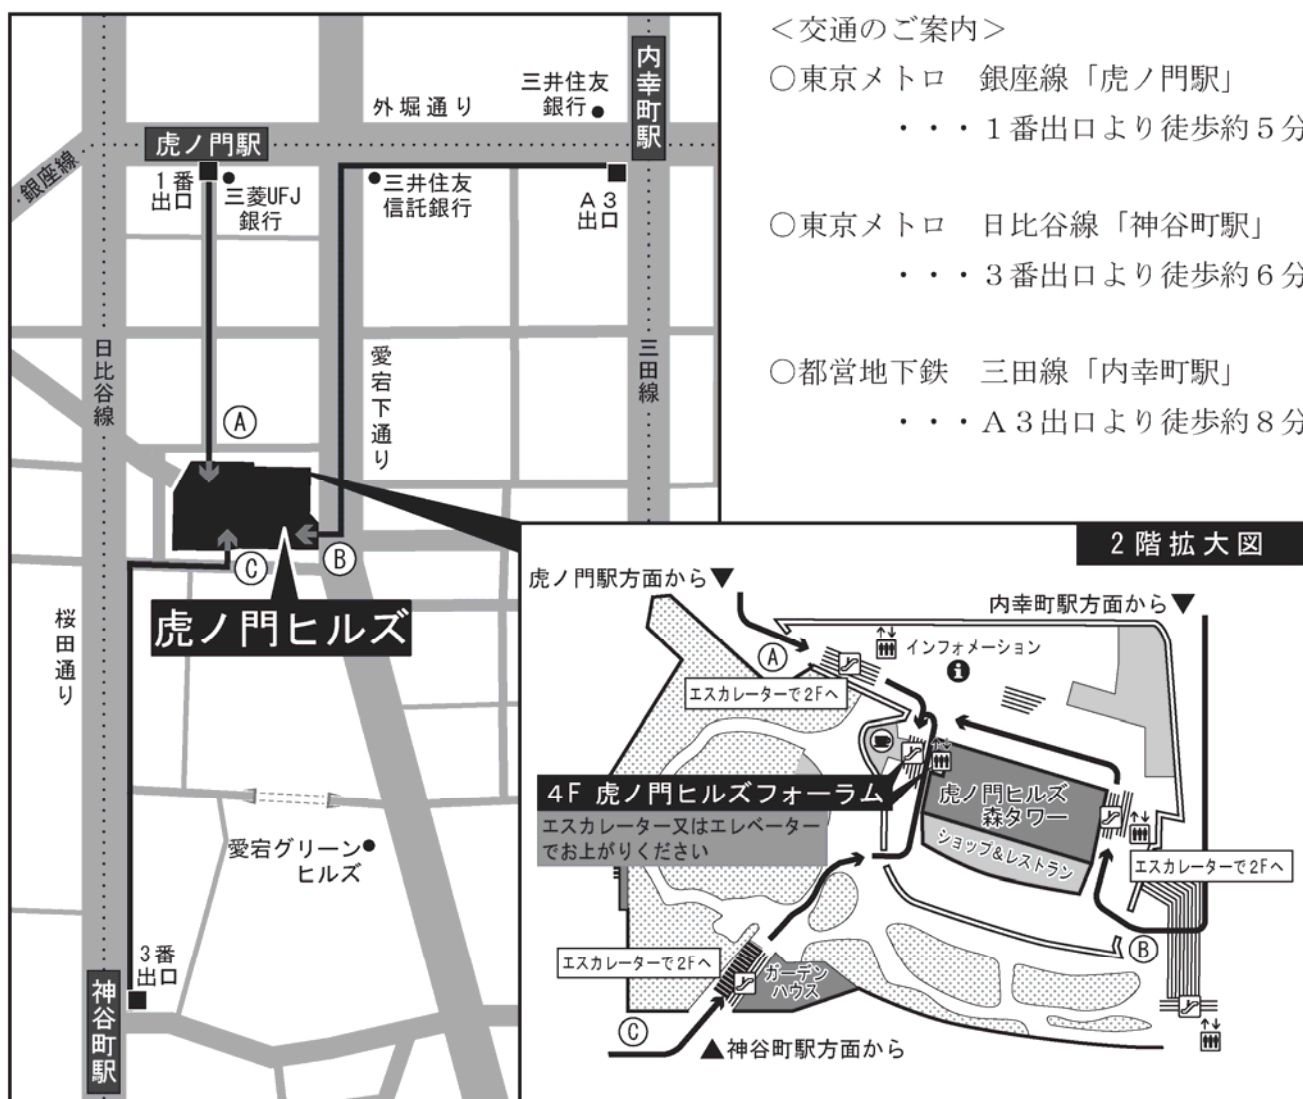 ＜交通のご案内＞
○東京メトロ　銀座線「虎ノ門駅」
・・・１番出口より徒歩約５分
○東京メトロ　日比谷線「神谷町駅」
・・・３番出口より徒歩約６分
○都営地下鉄　三田線「内幸町駅」
・・・Ａ３出口より徒歩約８分
内幸町駅
三井住友
銀行
外堀通り
虎ノ門駅
銀座線
1番
出口
三菱UFJ
銀行
三井住友
信託銀行
A3
出口
日比谷線
愛宕下通り
三田線
Ⓐ
Ⓑ
Ⓒ
虎ノ門ヒルズ
桜田通り
愛宕グリーン
ヒルズ
3番
出口
神谷町駅
2階拡大図
虎ノ門駅方面から▼
内幸町駅方面から▼
インフォメーション
Ⓐ
エスカレーターで2Fへ
4F 虎ノ門ヒルズフォーラム
エスカレーター又はエレベーター
でお上がりください
虎ノ門ヒルズ
森タワー
ショップ&レストラン
エスカレーターで2Fへ
Ⓑ
エスカレーターで2Fへ
ガーデン
ハウス
Ⓒ
▲神谷町駅方面から